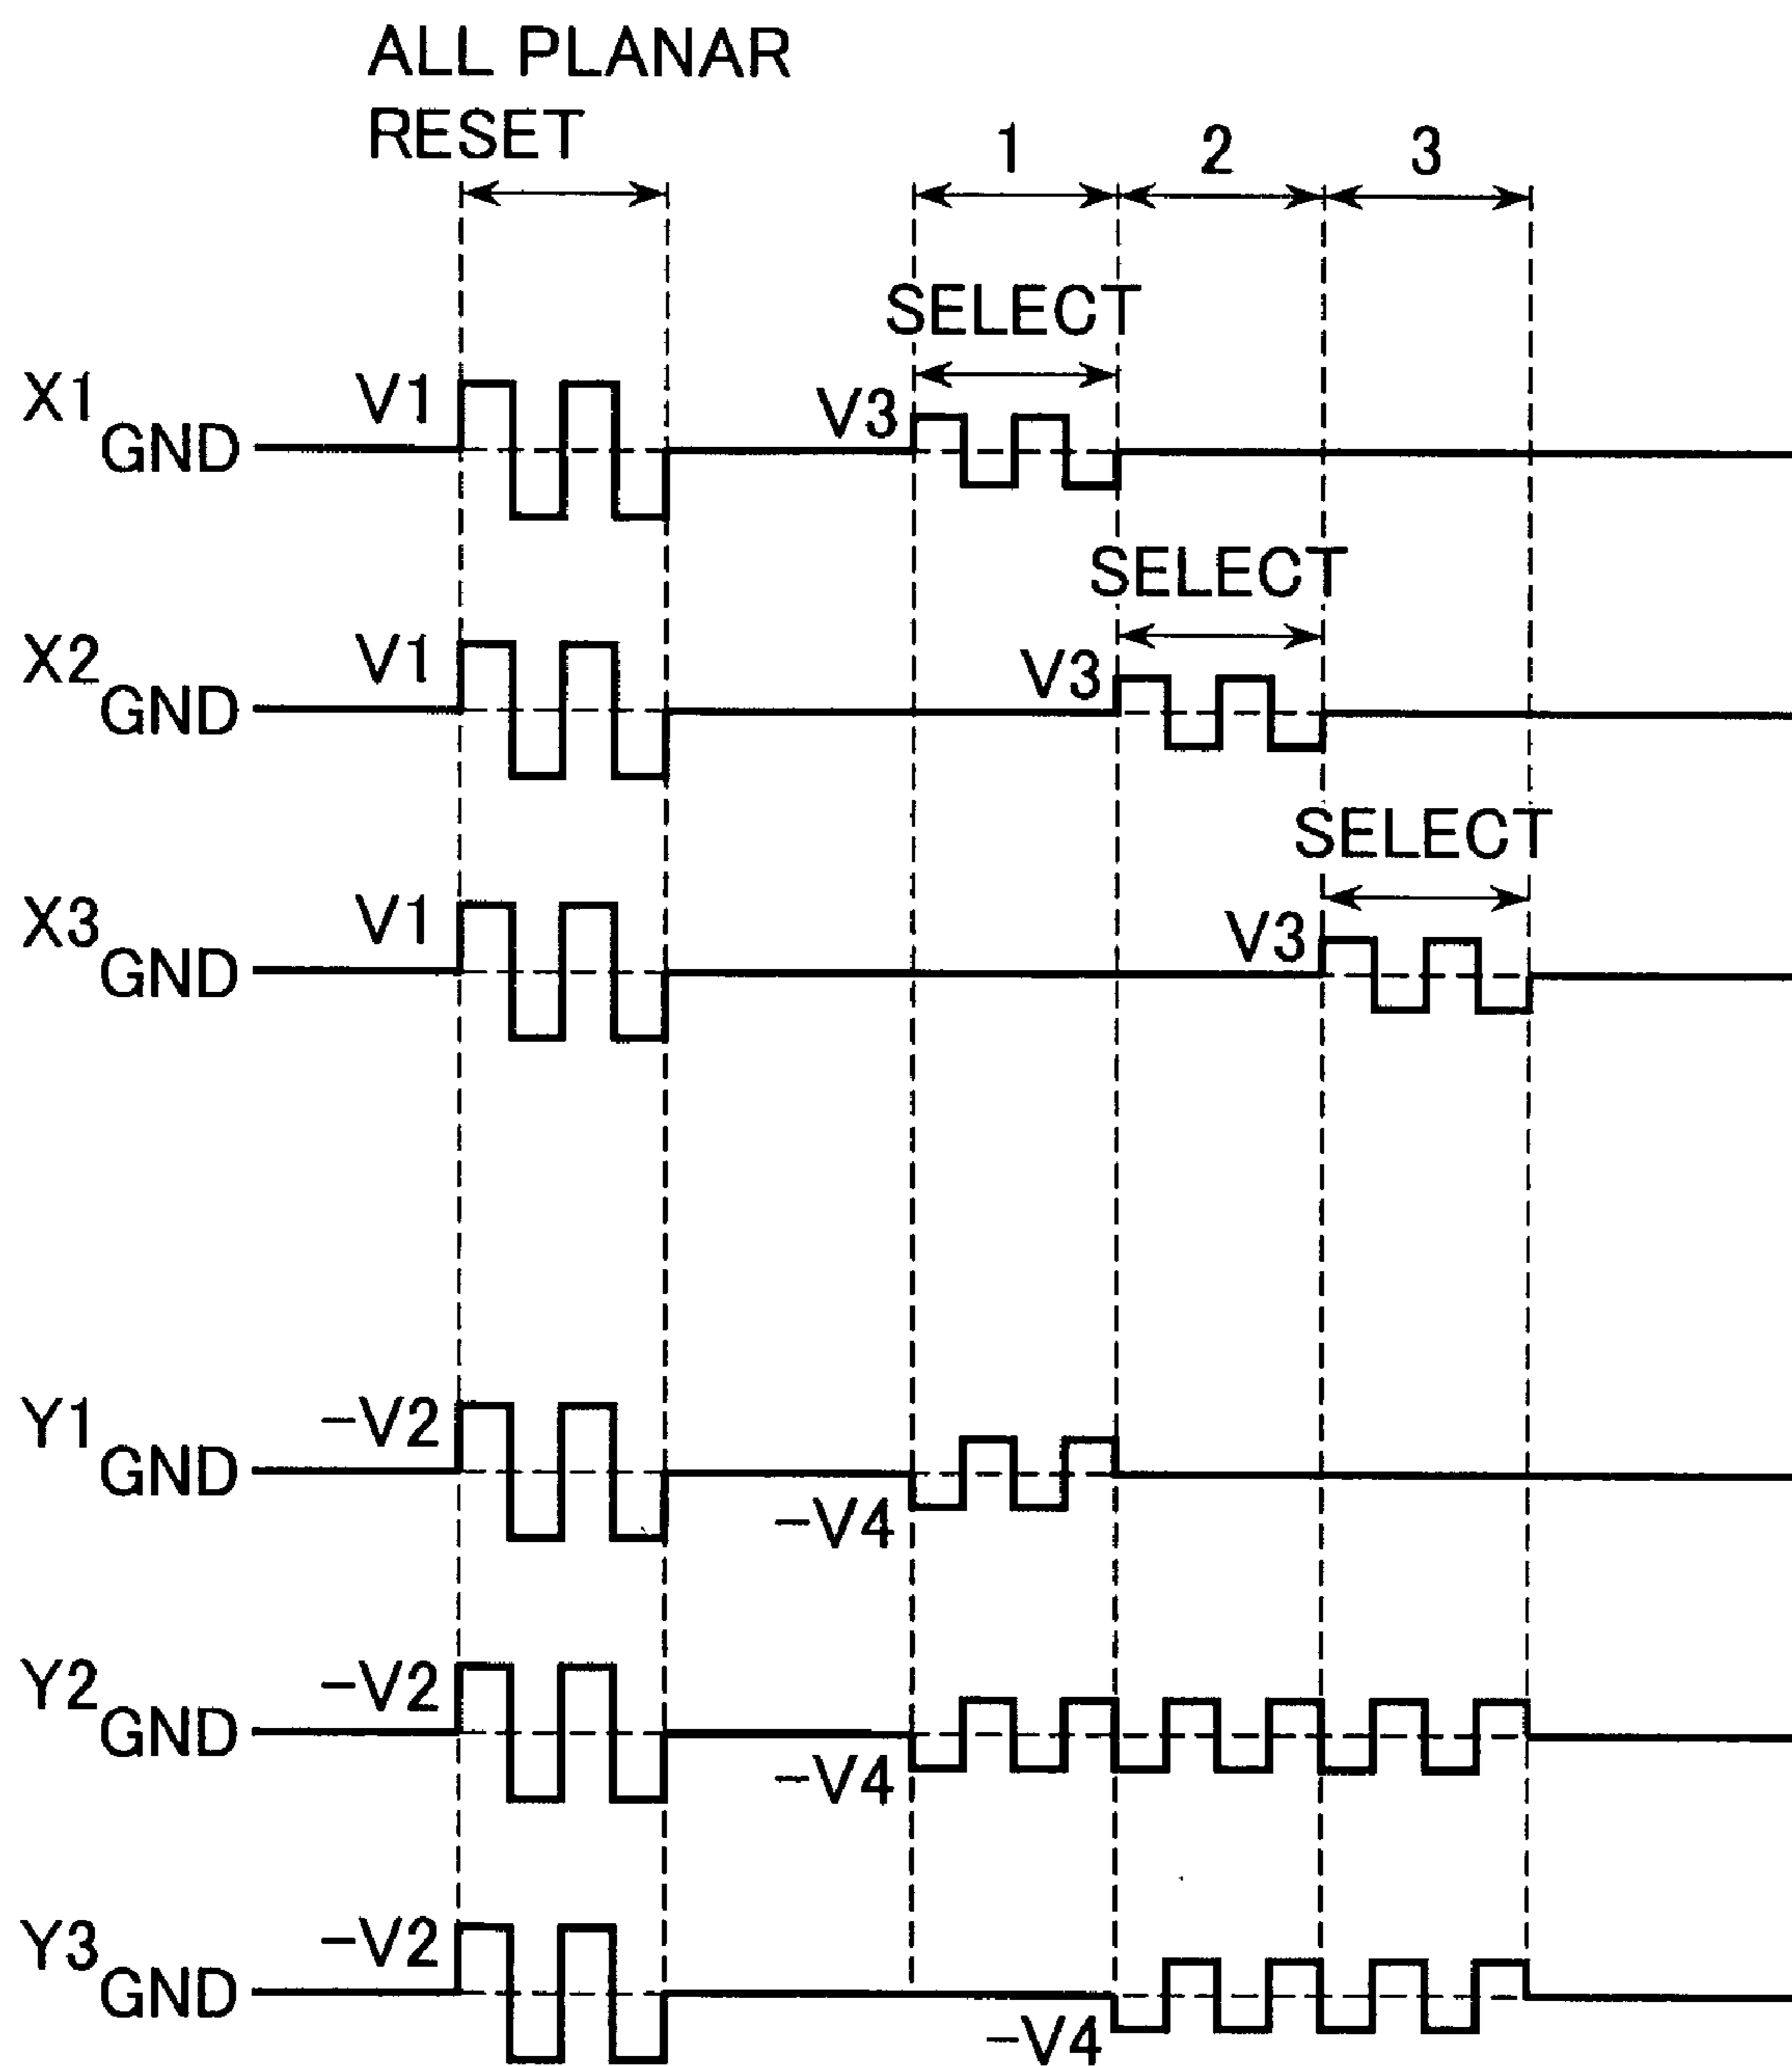 ALL PLANAR
RESET
1 2 3
SELECT
X1 V1 V3
GND
SELECT
X2 V1 V3
GND
SELECT
X3 V1 V3
GND
Y1 −V2
GND
−V4
Y2 −V2
GND
−V4
Y3 −V2
GND
−V4